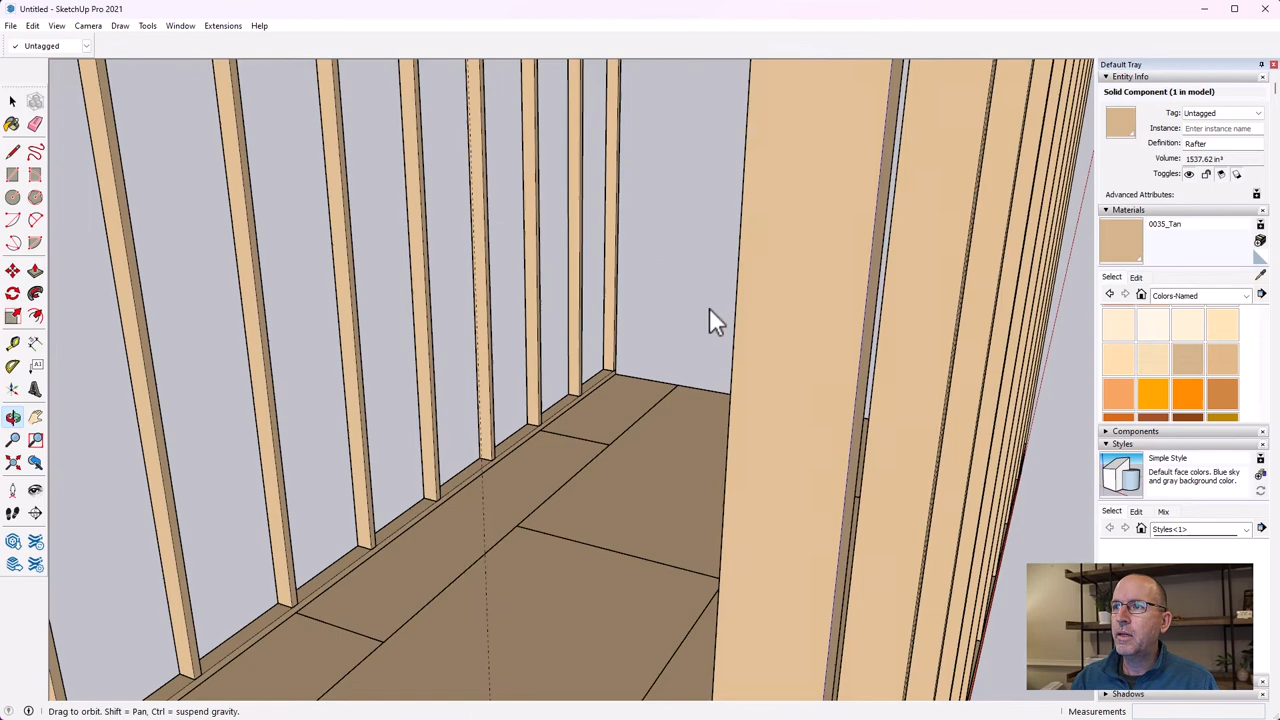 Untitled - SketchUp Pro 2021
File Edit View Camera Draw Tools Window Extensions Help
✓ Untagged
Default Tray
Entity Info
Solid Component (1 in model)
Tag: Untagged
Instance: Enter instance name
Definition: Rafter
Volume: 1537.62 in³
Toggles:
Advanced Attributes:
Materials
0035_Tan
Select Edit
Colors-Named
Components
Styles
Simple Style
Default face colors. Blue sky
and gray background color.
Select Edit Mix
Styles<1>
Shadows
Drag to orbit. Shift = Pan, Ctrl = suspend gravity.
Measurements